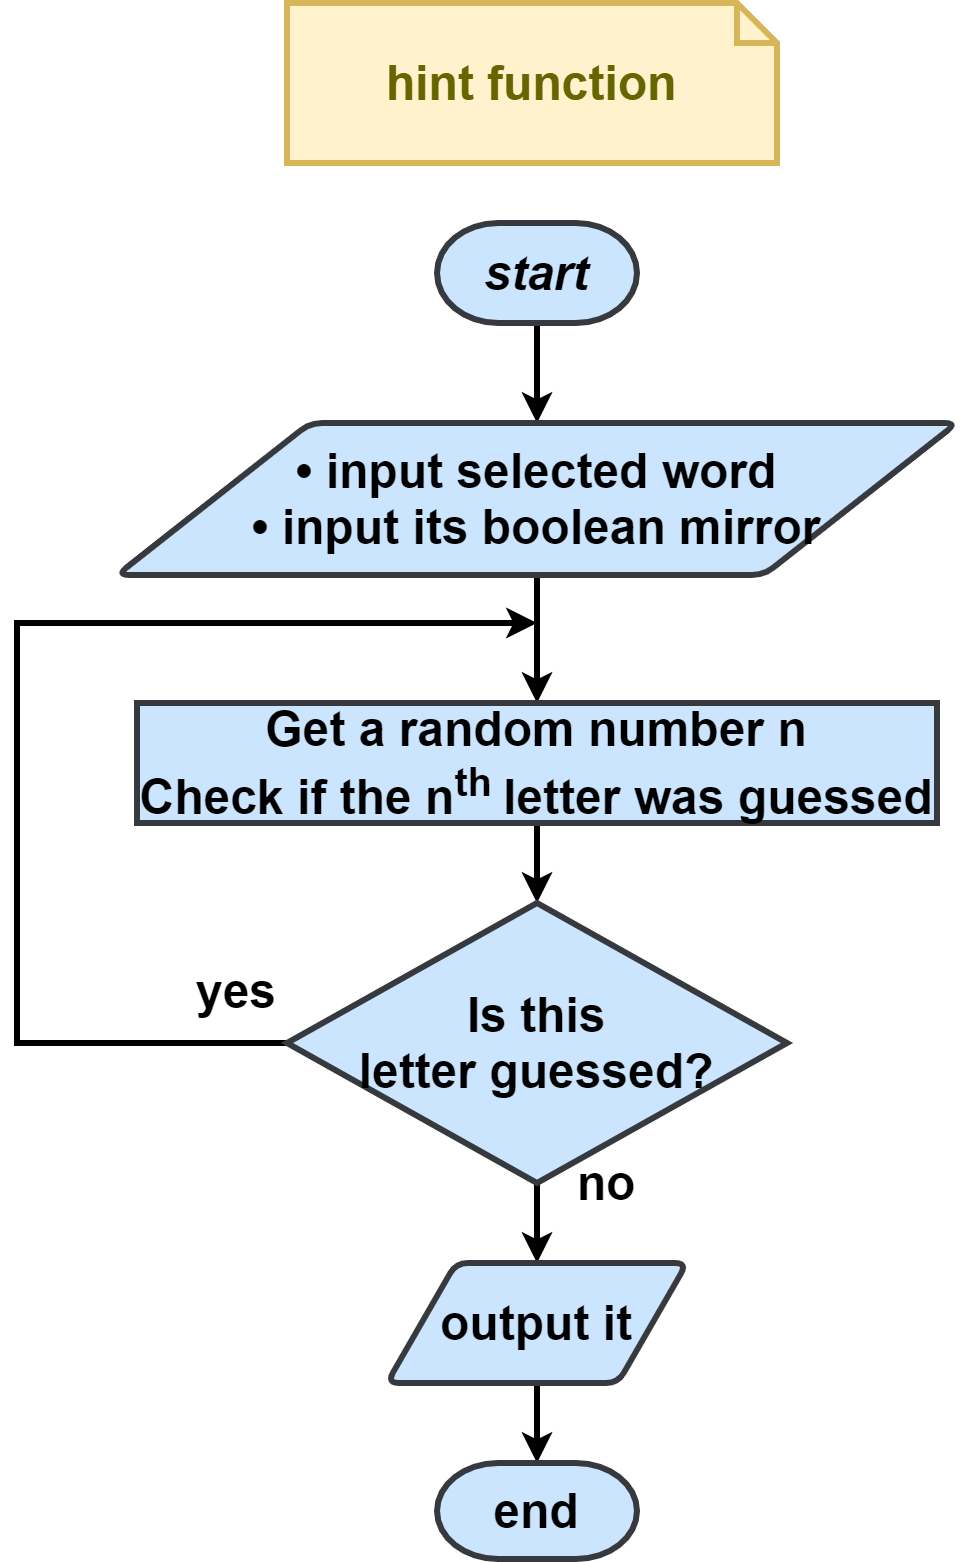 hint function
start
• input selected word
• input its boolean mirror
Get a random number n
Check if the nth letter was guessed
yes
Is this
letter guessed?
no
output it
end